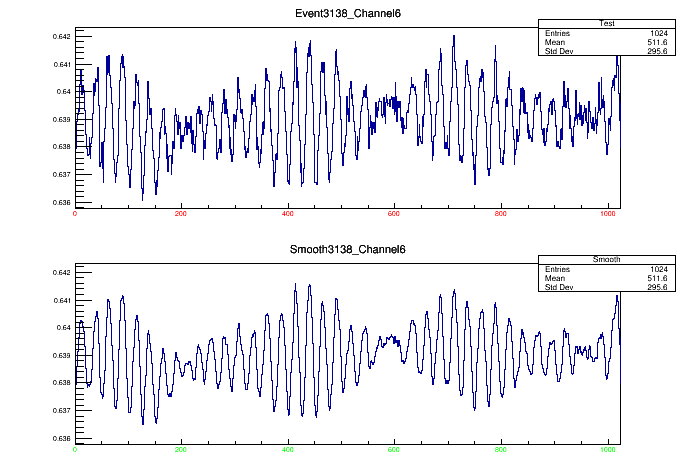 Event3138_Channel6
Test
Entries 1024
Mean 511.6
Std Dev 295.6
0.642
0.641
0.64
0.639
0.638
0.637
0.636
0 200 400 600 800 1000
Smooth3138_Channel6
Smooth
Entries 1024
Mean 511.6
Std Dev 295.6
0.642
0.641
0.64
0.639
0.638
0.637
0.636
0 200 400 600 800 1000